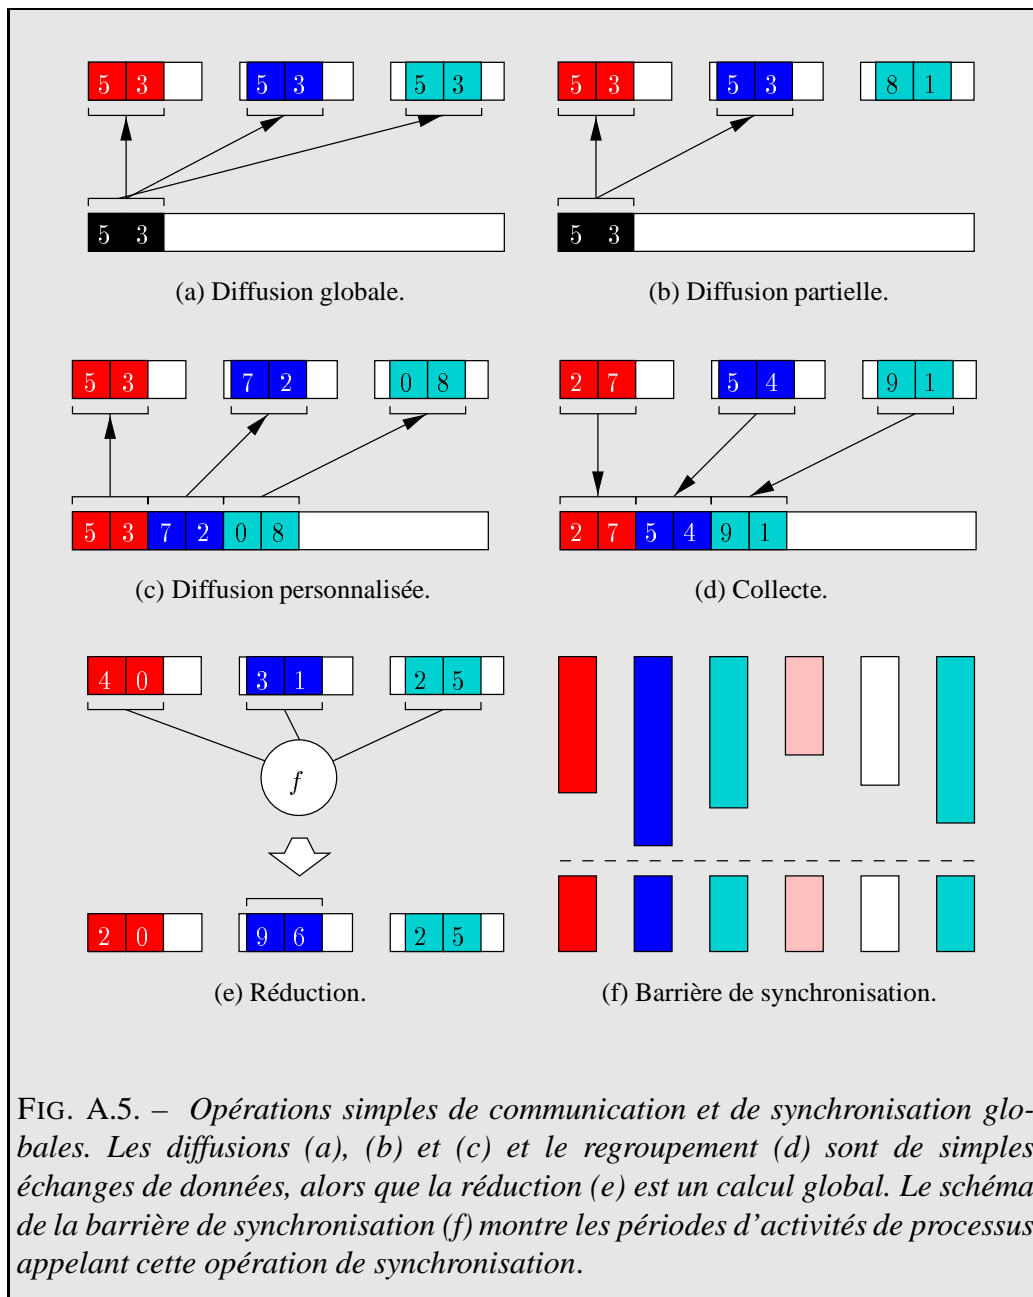 5 3 5 3 5 3
5 3 5 3 8 1
5 3
5 3
(a) Diffusion globale.
(b) Diffusion partielle.
5 3 7 2 0 8
2 7 5 4 9 1
5 3 7 2 0 8
2 7 5 4 9 1
(c) Diffusion personnalisée.
(d) Collecte.
4 0 3 1 2 5
f
2 0 9 6 2 5
(e) Réduction.
(f) Barrière de synchronisation.
FIG. A.5. – Opérations simples de communication et de synchronisation glo-
bales. Les diffusions (a), (b) et (c) et le regroupement (d) sont de simples
échanges de données, alors que la réduction (e) est un calcul global. Le schéma
de la barrière de synchronisation (f) montre les périodes d'activités de processus
appelant cette opération de synchronisation.